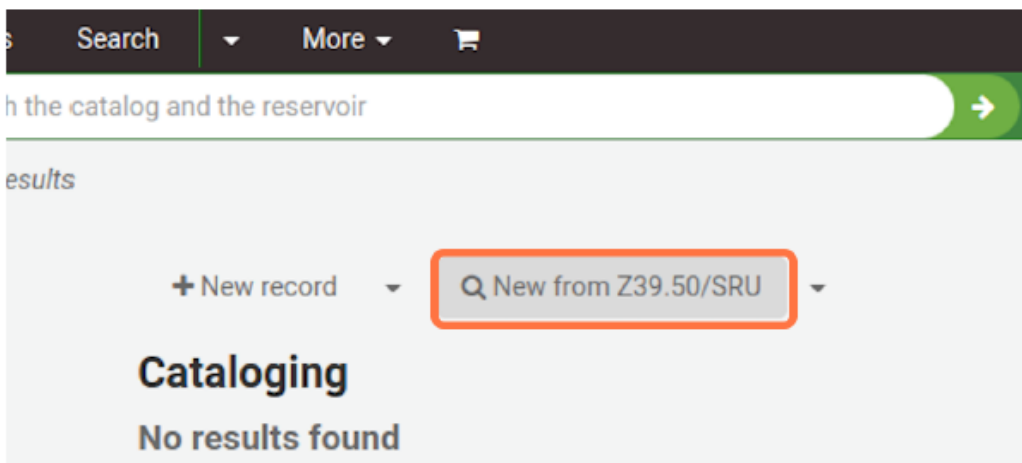 s Search More
h the catalog and the reservoir
esults
New record New from Z39.50/SRU
Cataloging
No results found